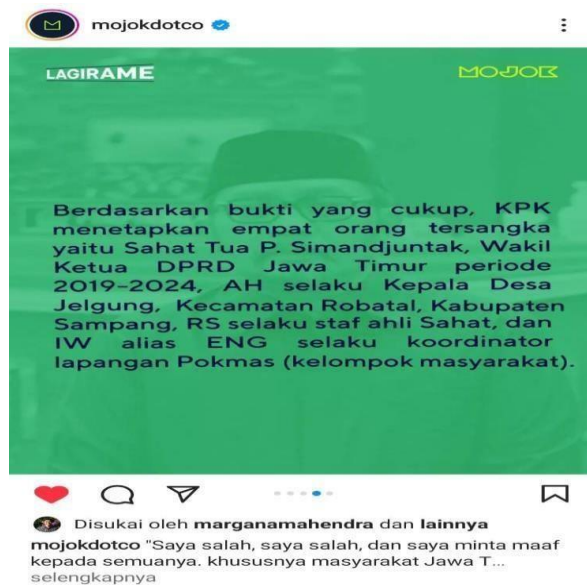 mojokdotco
LAGIRAME
MOJOK
Berdasarkan bukti yang cukup, KPK
menetapkan empat orang tersangka
yaitu Sahat Tua P. Simandjuntak, Wakil
Ketua DPRD Jawa Timur periode
2019-2024, AH selaku Kepala Desa
Jelgung, Kecamatan Robatal, Kabupaten
Sampang, RS selaku staf ahli Sahat, dan
IW alias ENG selaku koordinator
lapangan Pokmas (kelompok masyarakat).
Disukai oleh marganamahendra dan lainnya
mojokdotco "Saya salah, saya salah, dan saya minta maaf
kepada semuanya. khususnya masyarakat Jawa T...
selengkapnya